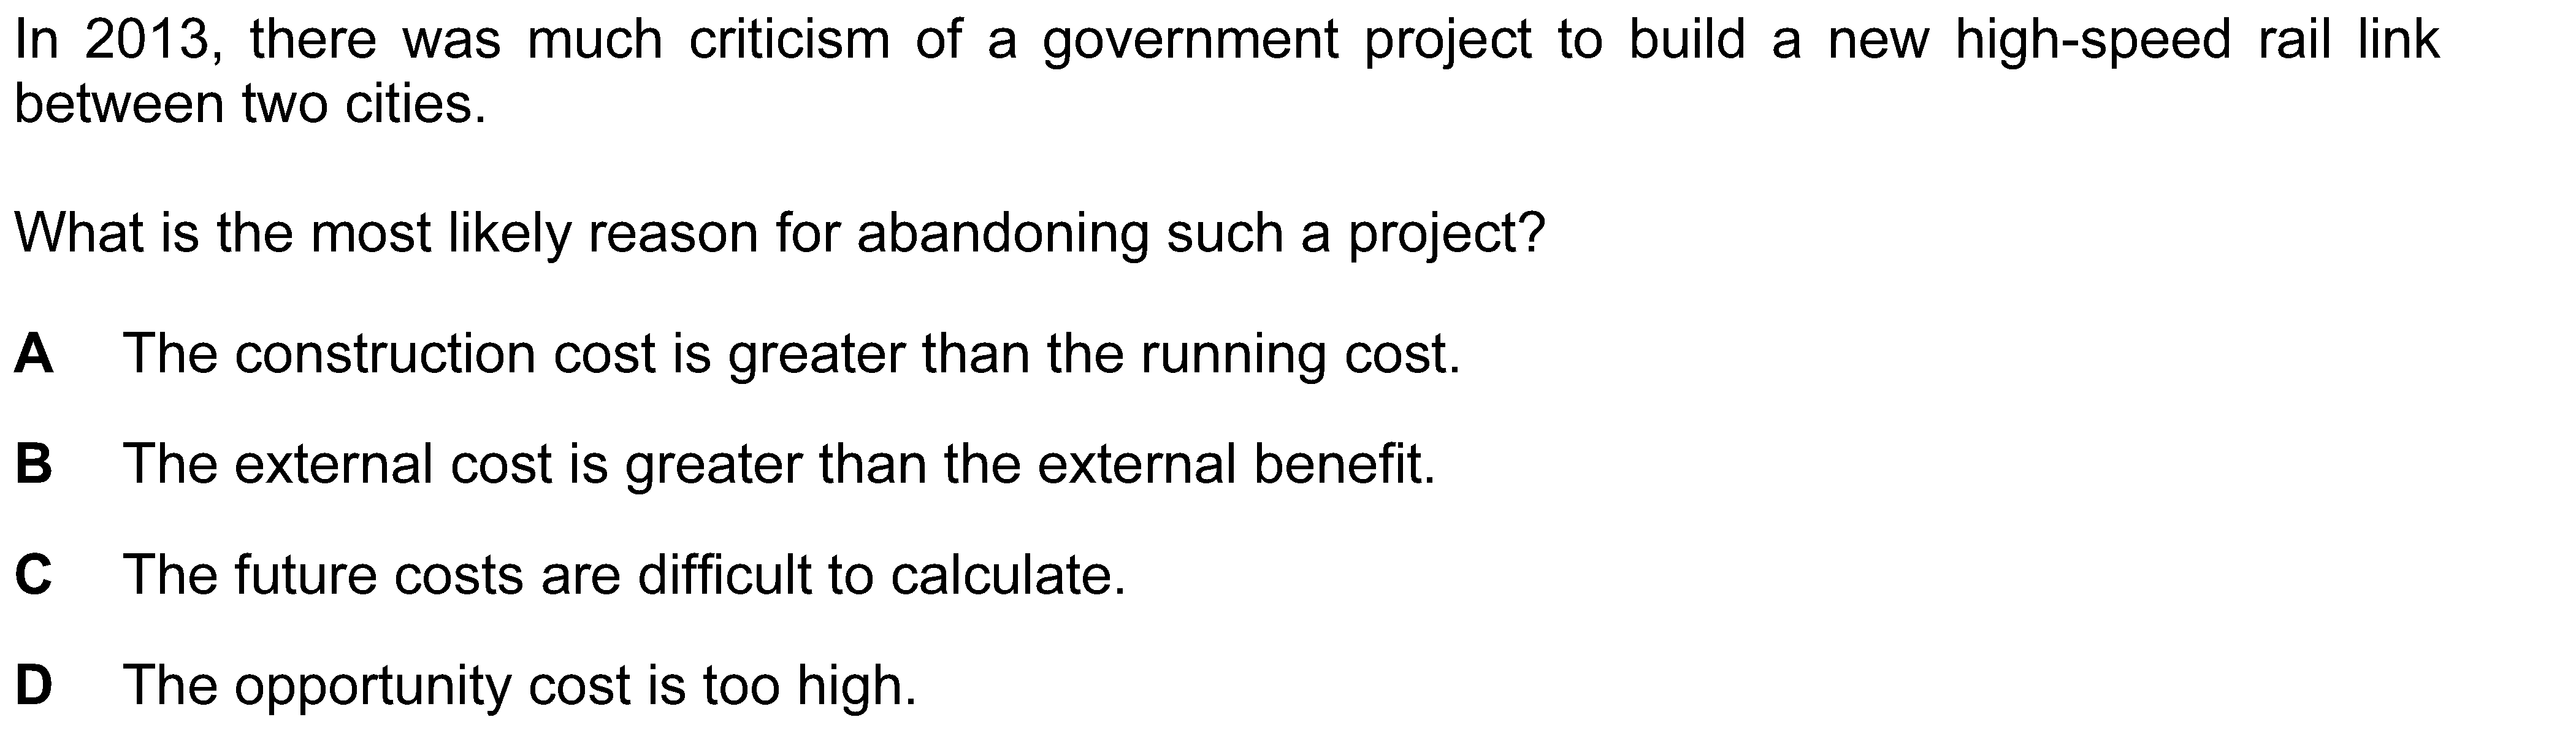 In 2013, there was much criticism of a government project to build a new high-speed rail link
between two cities.
What is the most likely reason for abandoning such a project?
A The construction cost is greater than the running cost.
B The external cost is greater than the external benefit.
C The future costs are difficult to calculate.
D The opportunity cost is too high.